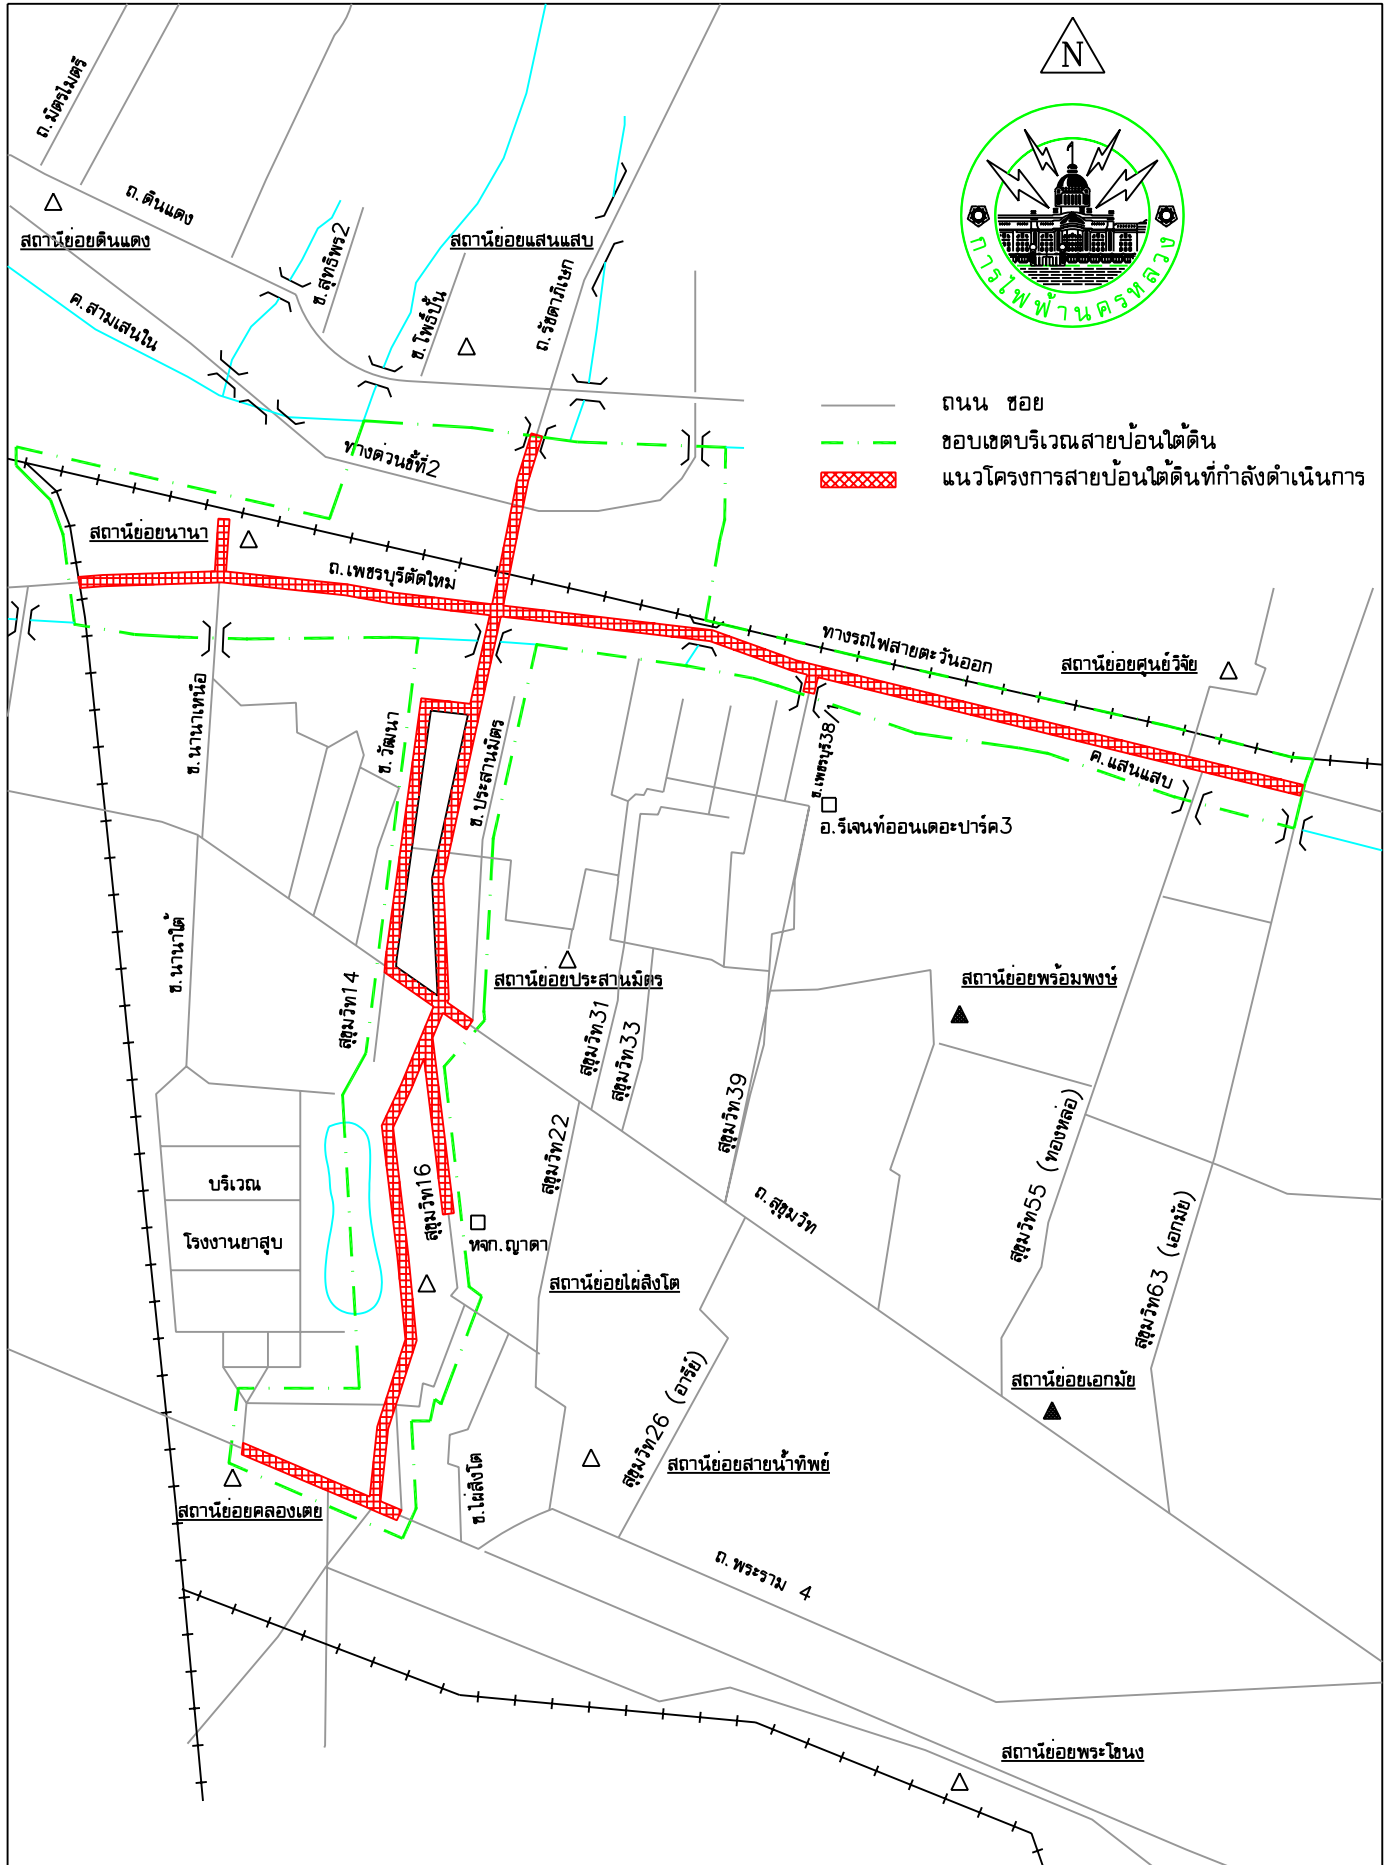 N
การไฟฟ้านครหลวง
ถ.มิตรไมตรี
ถ.ดินแดง
สถานีย่อยดินแดง
ซ.สุทธิพร2
สถานีย่อยแสนแสบ
ค.สามเสนใน
ซ.โพธิ์ปั้น
ถ.รัชดาภิเษก
ถนน ซอย
ขอบเขตบริเวณสายป้อนใต้ดิน
แนวโครงการสายป้อนใต้ดินที่กำลังดำเนินการ
ทางด่วนขั้ที่2
สถานีย่อยนานา
ถ.เพชรบุรีตัดใหม่
ทางรถไฟสายตะวันออก
สถานีย่อยศูนย์วิจัย
ซ.นานาเหนือ
ซ.วัฒนา
ซ.ประสานมิตร
ซ.เพชรบุรี38/1
ค.แสนแสบ
อ.รีเจนท์ออนเดอะปาร์ค3
ซ.นานาใต้
สุขุมวิท14
สถานีย่อยประสานมิตร
สถานีย่อยพร้อมพงษ์
สุขุมวิท31
สุขุมวิท33
สุขุมวิท39
สุขุมวิท22
สุขุมวิท16
สุขุมวิท55 (ทองหล่อ)
บริเวณ
โรงงานยาสูบ
ถ.สุขุมวิท
หจก.ญาดา
สถานีย่อยไผ่สิงโต
สุขุมวิท63 (เอกมัย)
สถานีย่อยเอกมัย
สุขุมวิท26 (อารีย์)
สถานีย่อยสายน้ำทิพย์
ซ.ไผ่สิงโต
สถานีย่อยคลองเตย
ถ.พระราม 4
สถานีย่อยพระโขนง